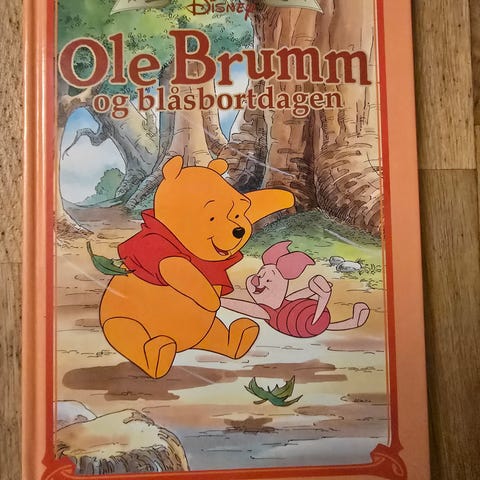 Disney
Ole Brumm
og blåsbortdagen